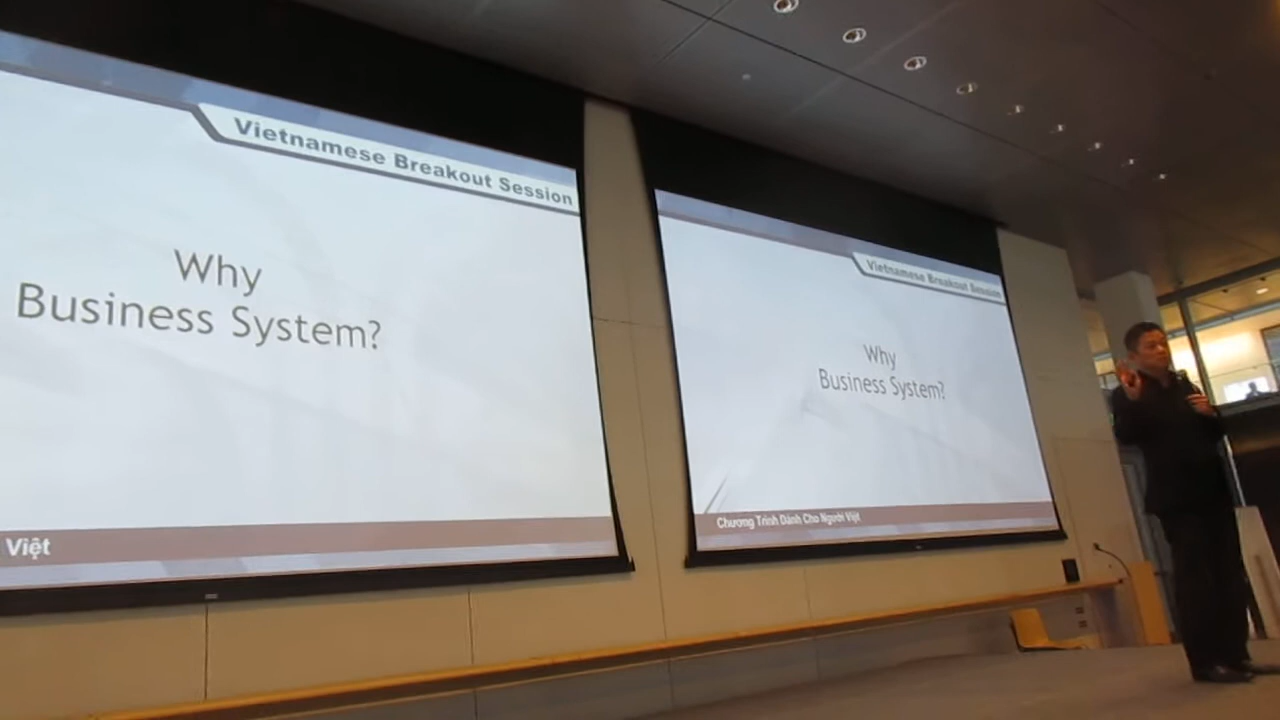 Vietnamese Breakout Session
Why
Business System?
Việt
Vietnamese Breakout Session
Why
Business System?
Chương Trình Dành Cho Người Việt